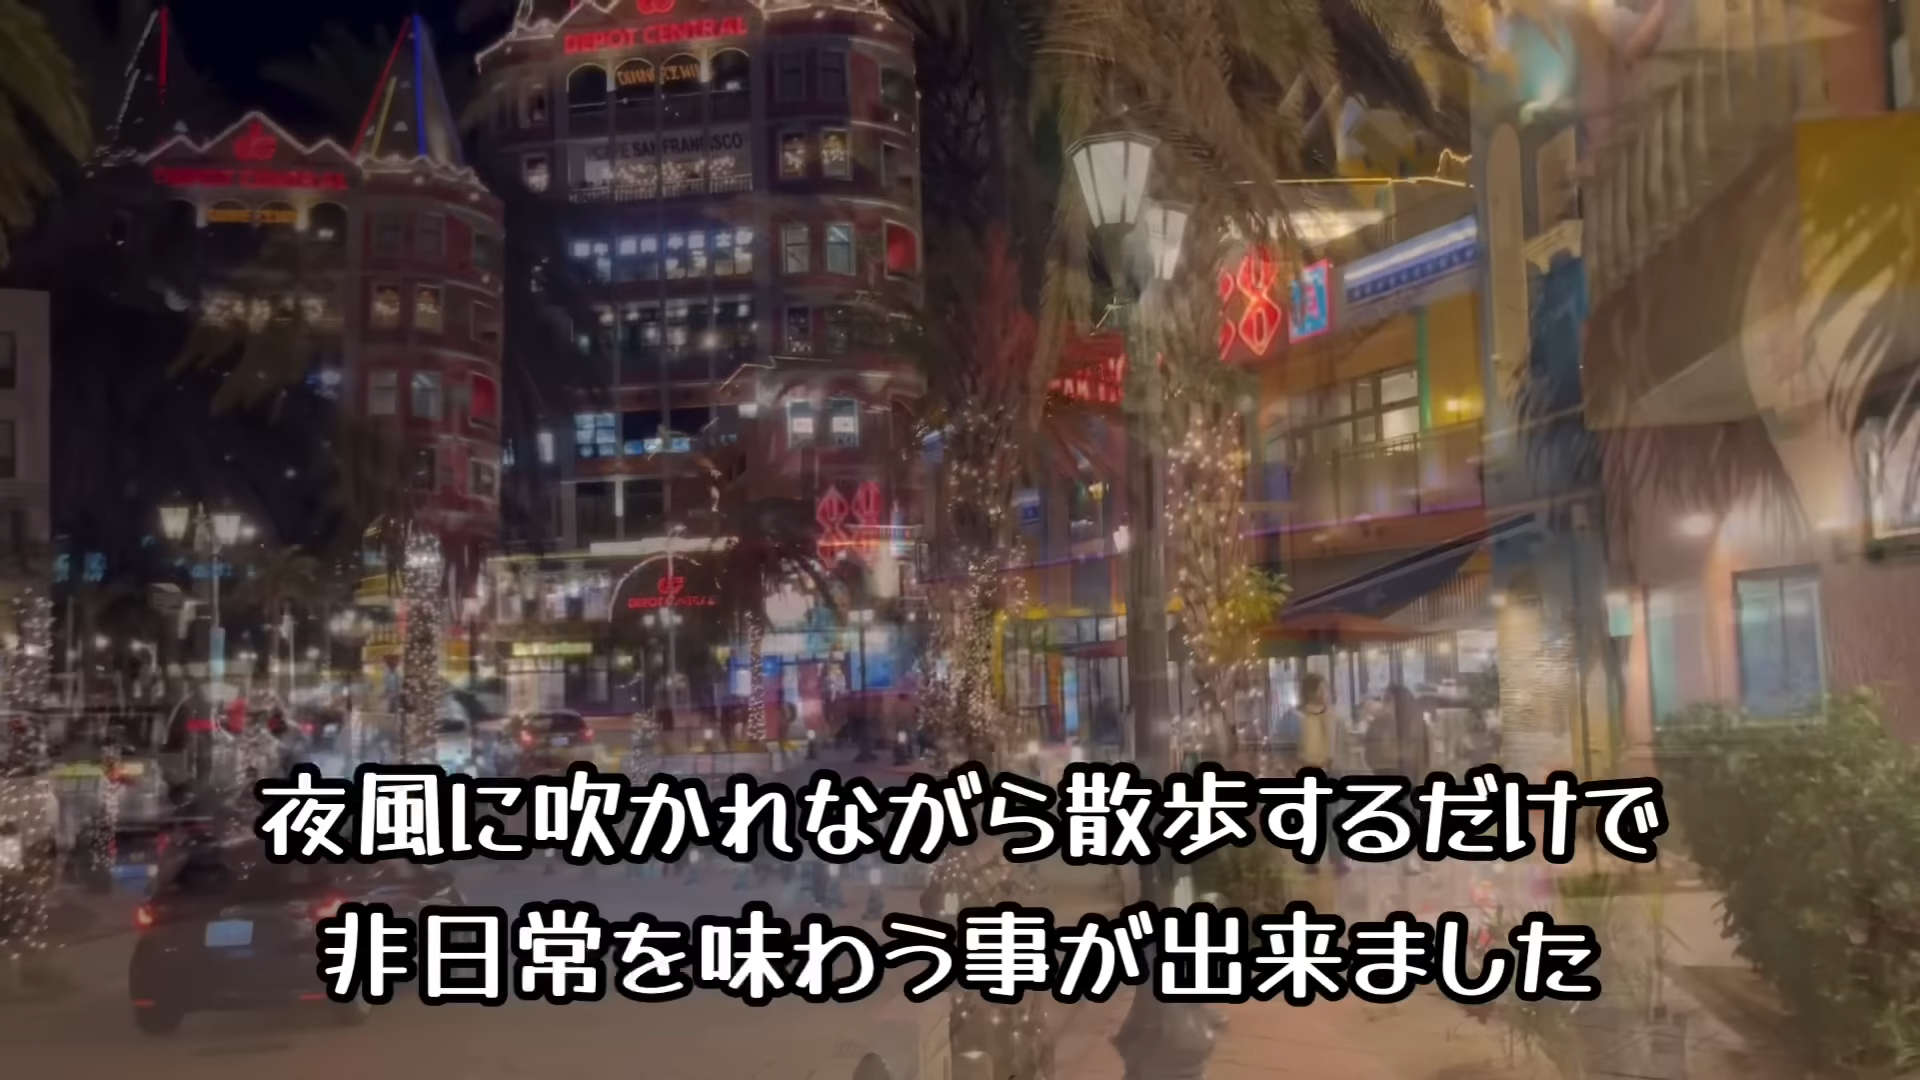 DEPOT CENTRAL
DEPOT CENTRAL
CAFE SAN FRANCISCO
DEPOT CENTRAL
夜風に吹かれながら散歩するだけで
非日常を味わう事が出来ました